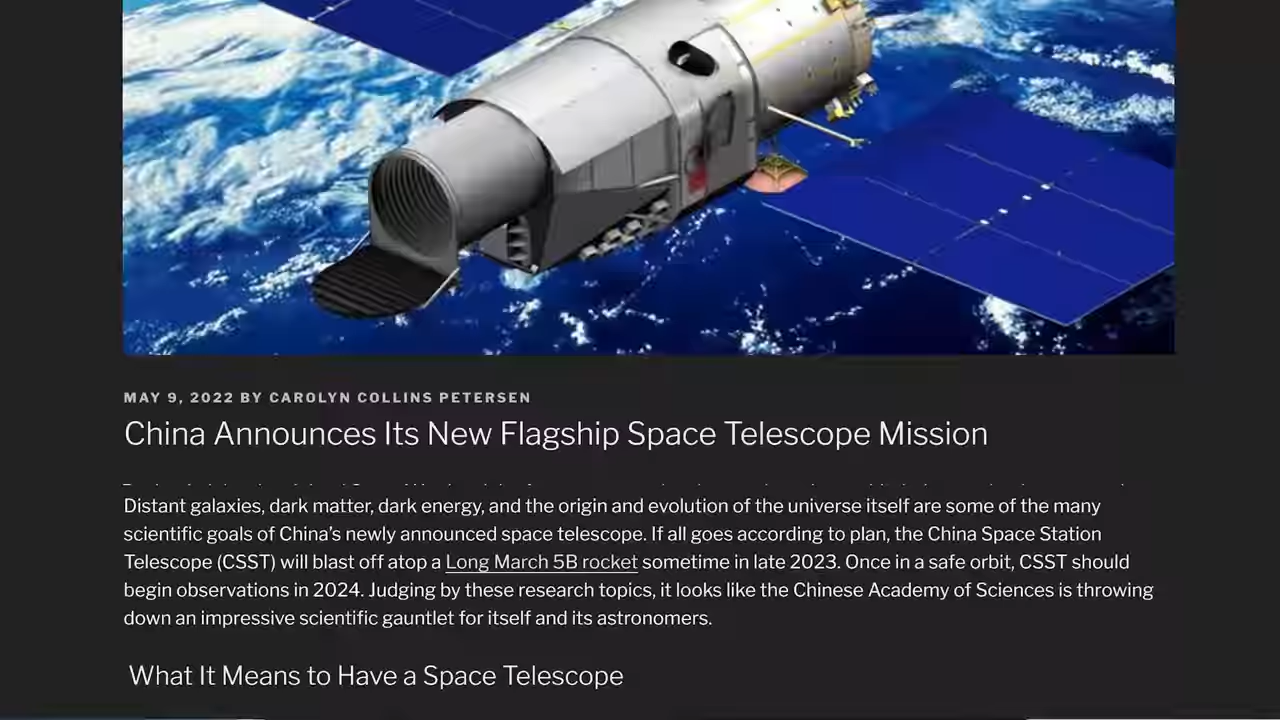 MAY 9, 2022 BY CAROLYN COLLINS PETERSEN
China Announces Its New Flagship Space Telescope Mission
Distant galaxies, dark matter, dark energy, and the origin and evolution of the universe itself are some of the many
scientific goals of China's newly announced space telescope. If all goes according to plan, the China Space Station
Telescope (CSST) will blast off atop a Long March 5B rocket sometime in late 2023. Once in a safe orbit, CSST should
begin observations in 2024. Judging by these research topics, it looks like the Chinese Academy of Sciences is throwing
down an impressive scientific gauntlet for itself and its astronomers.
What It Means to Have a Space Telescope